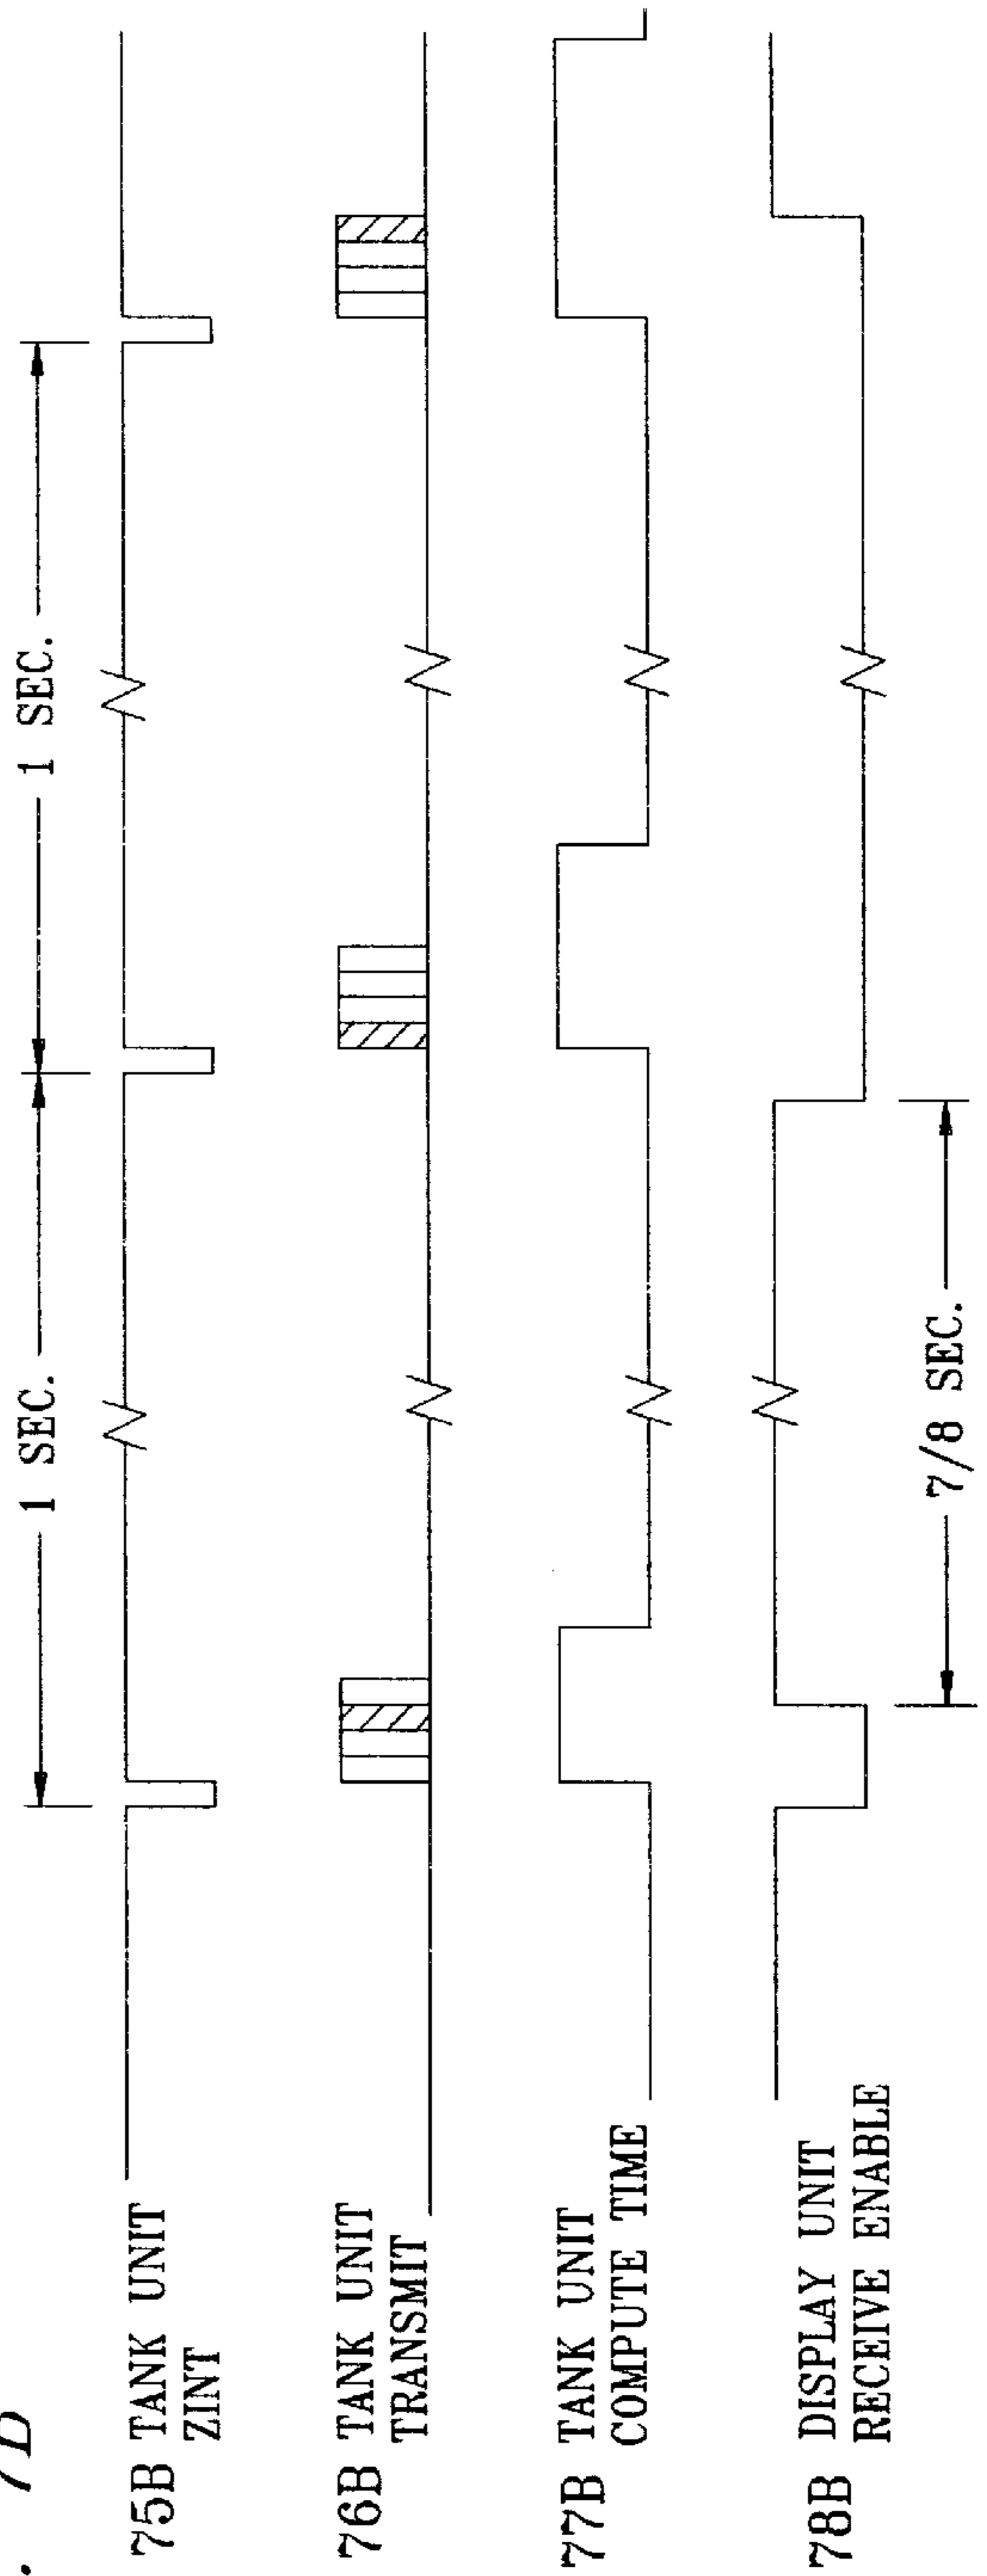 1 SEC.
1 SEC.
75B TANK UNIT
ZINT
76B TANK UNIT
TRANSMIT
77B TANK UNIT
COMPUTE TIME
78B DISPLAY UNIT
RECEIVE ENABLE
7/8 SEC.